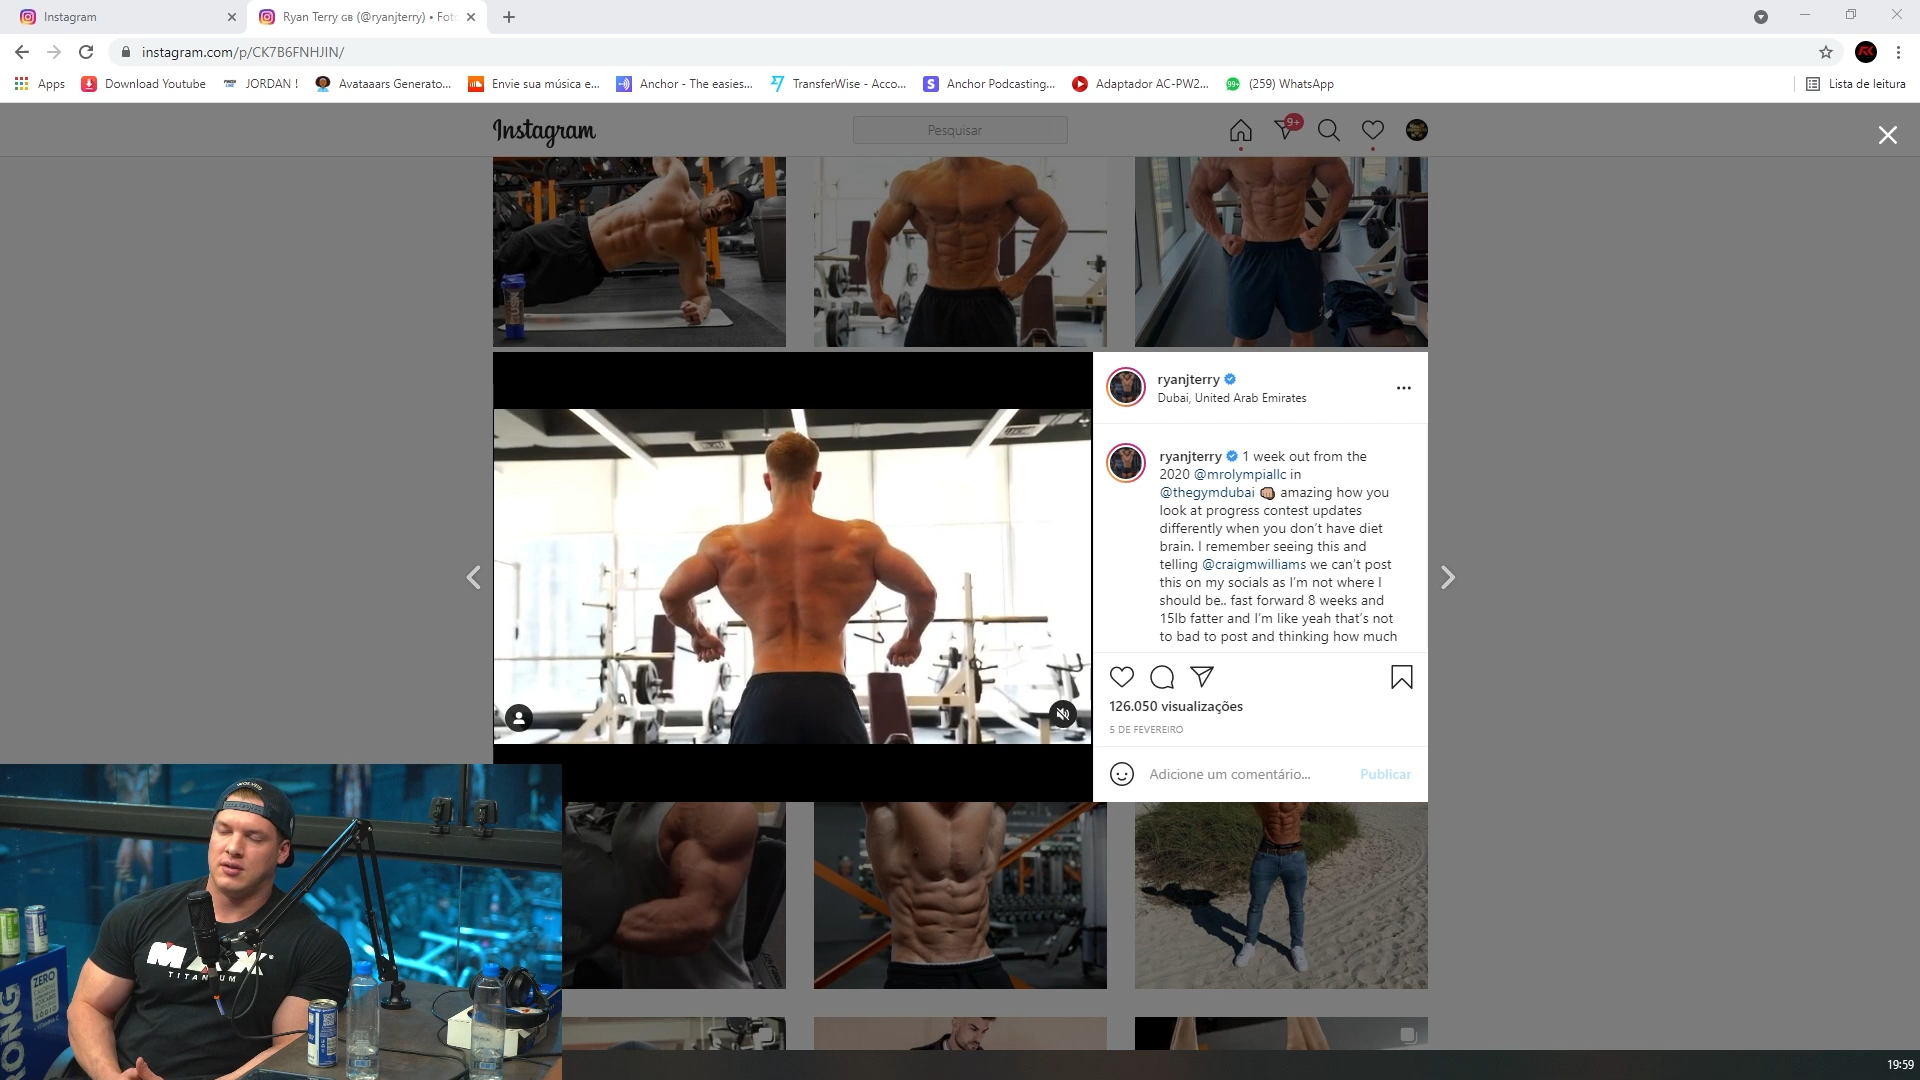 Instagram
Ryan Terry GB (@ryanjterry) • Foto
instagram.com/p/CK7B6FNHJIN/
Apps
Download Youtube
JORDAN !
Avataaars Generato...
Envie sua música e...
Anchor - The easies...
TransferWise - Acco...
Anchor Podcasting...
Adaptador AC-PW2...
(259) WhatsApp
Lista de leitura
Instagram
Pesquisar
9+
ryanjterry
Dubai, United Arab Emirates
ryanjterry 1 week out from the
2020 @mrolympiallc in
@thegymdubai 👊🏼 amazing how you
look at progress contest updates
differently when you don’t have diet
brain. I remember seeing this and
telling @craigmwilliams we can’t post
this on my socials as I’m not where I
should be.. fast forward 8 weeks and
15lb fatter and I’m like yeah that’s not
to bad to post and thinking how much
126.050 visualizações
5 DE FEVEREIRO
Adicione um comentário...
Publicar
MAX
TITANIUM
ZERO
RONG
19:59